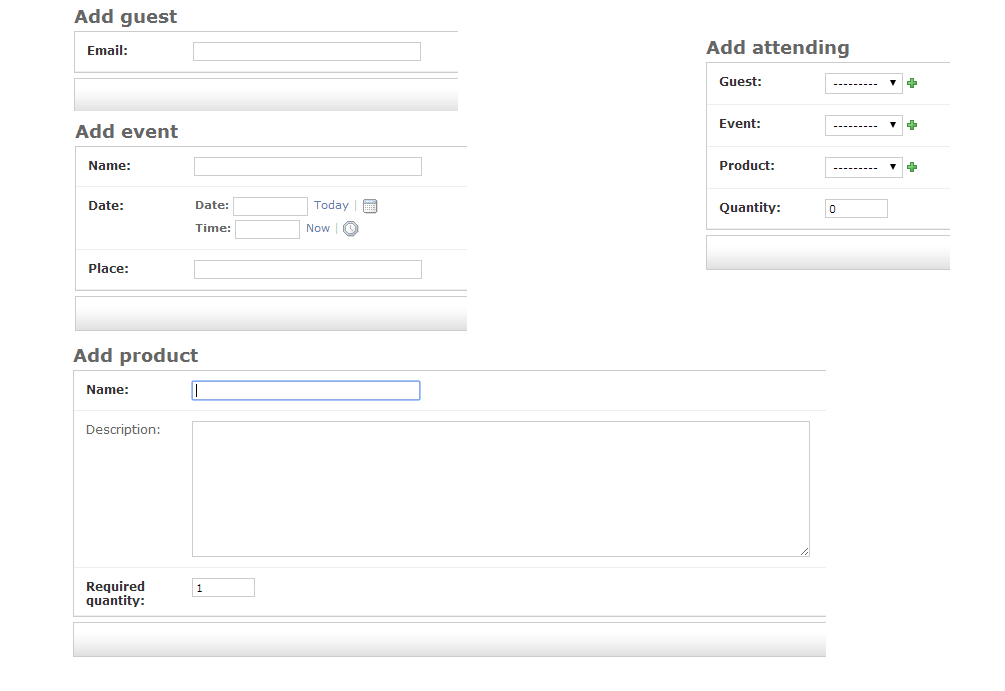 Add guest
Email:
Add event
Name:
Date: Date: Today |
Time: Now |
Place:
Add product
Name:
Description:
Required
quantity: 1
Add attending
Guest: ---------
Event: ---------
Product: ---------
Quantity: 0